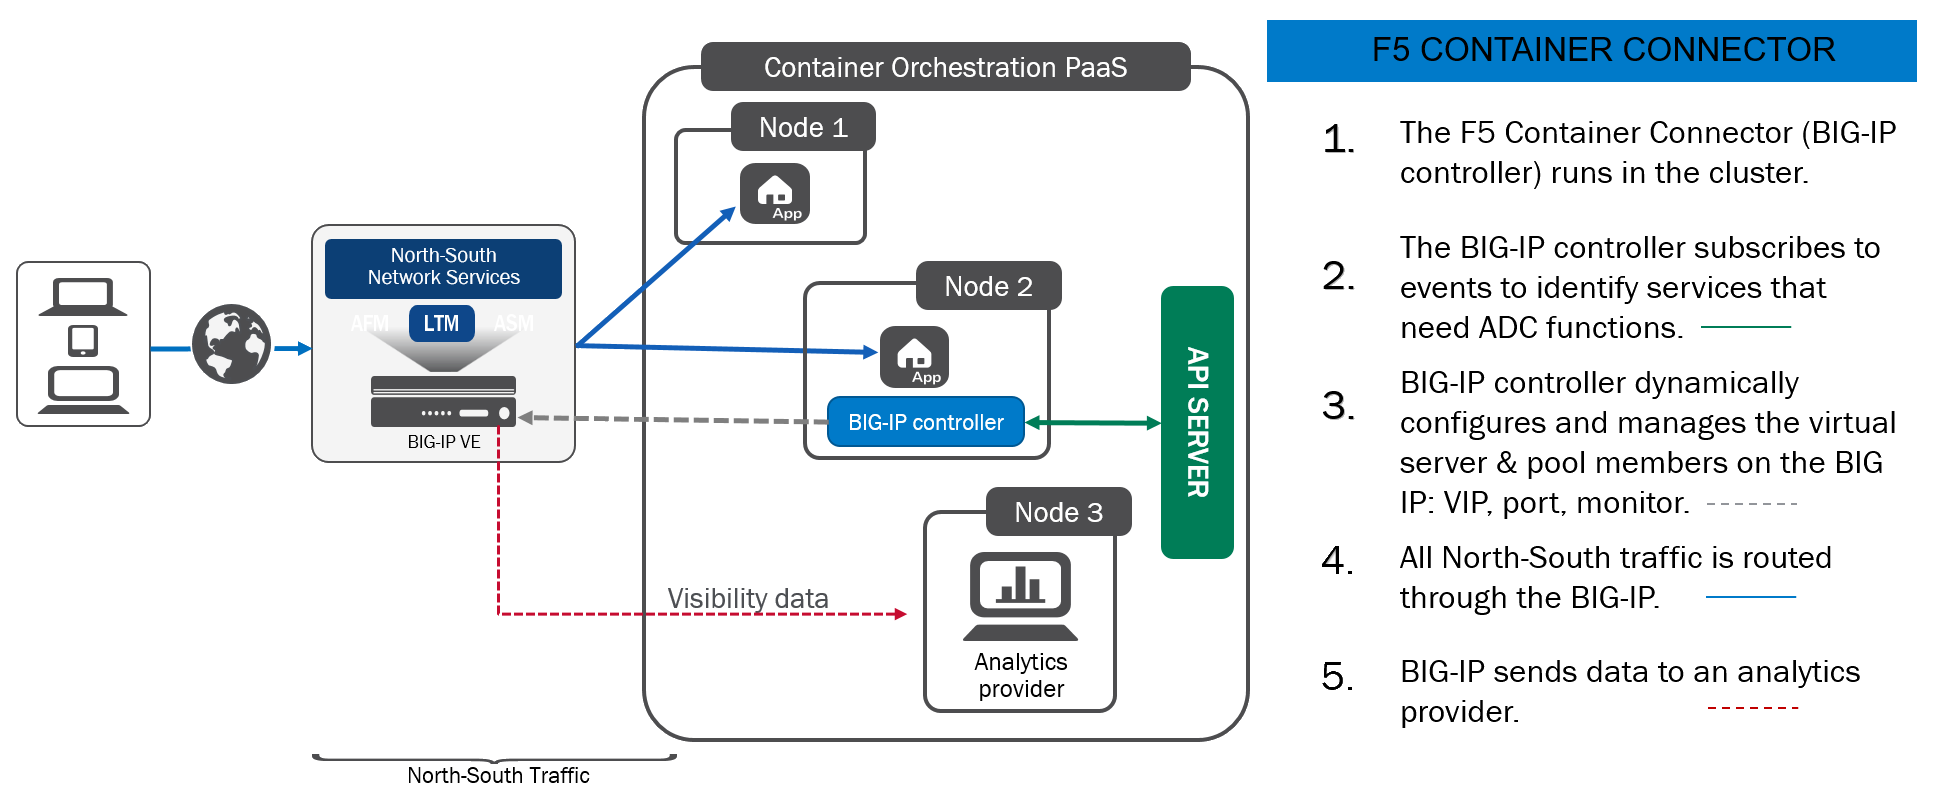 Container Orchestration PaaS
Node 1
App
North-South
Network Services
AFM
LTM
ASM
BIG-IP VE
Node 2
App
BIG-IP controller
API SERVER
Node 3
Visibility data
Analytics
provider
North-South Traffic
F5 CONTAINER CONNECTOR
1. The F5 Container Connector (BIG-IP
controller) runs in the cluster.
2. The BIG-IP controller subscribes to
events to identify services that
need ADC functions.
3. BIG-IP controller dynamically
configures and manages the virtual
server & pool members on the BIG
IP: VIP, port, monitor.
4. All North-South traffic is routed
through the BIG-IP.
5. BIG-IP sends data to an analytics
provider.